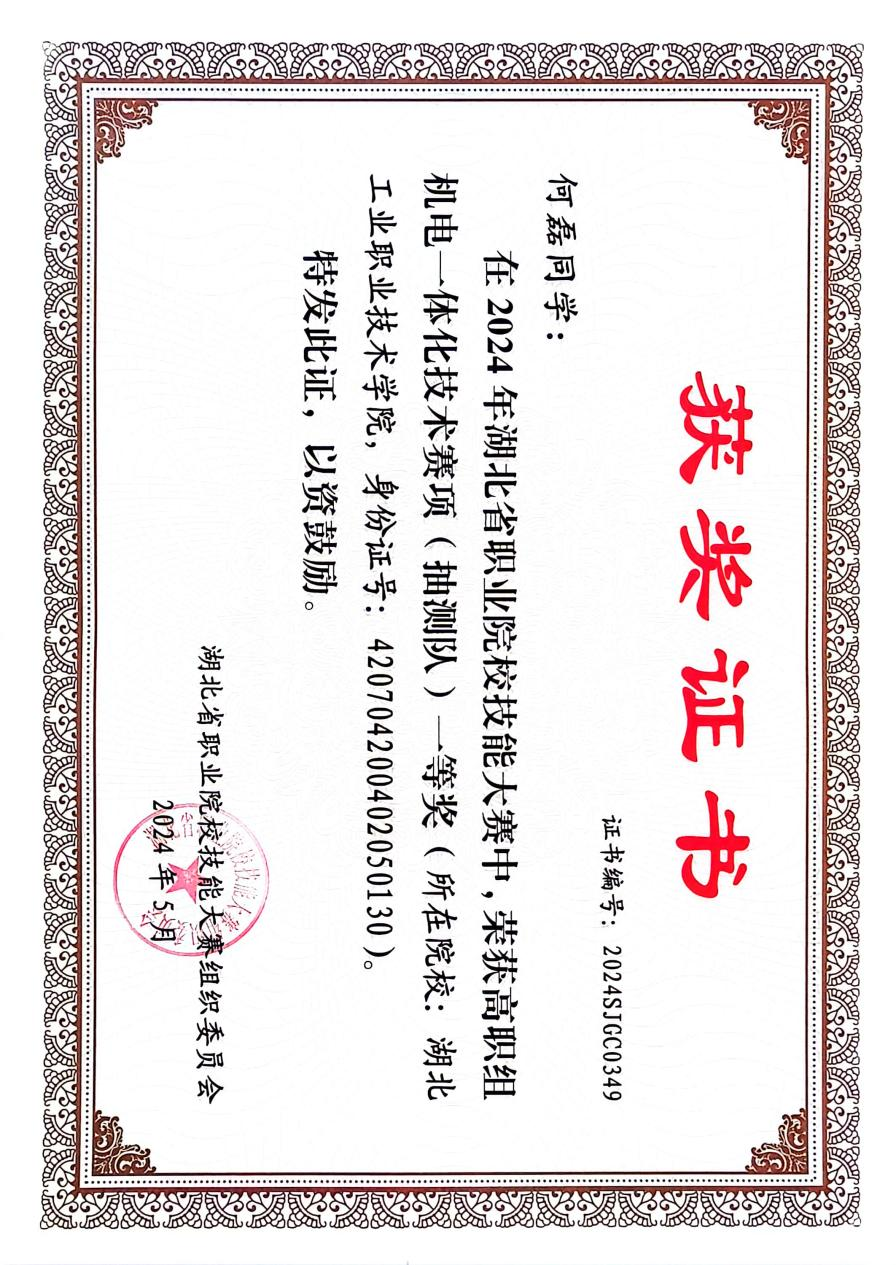 获奖证书
证书编号：2024SJGC0349
何磊同学：
在2024年湖北省职业院校技能大赛中，荣获高职组
机电一体化技术赛项（抽测队）一等奖（所在院校：湖北
工业职业技术学院，身份证号：420704200402050130）。
特发此证，以资鼓励。
湖北省职业院校技能大赛组织委员会
2024年5月